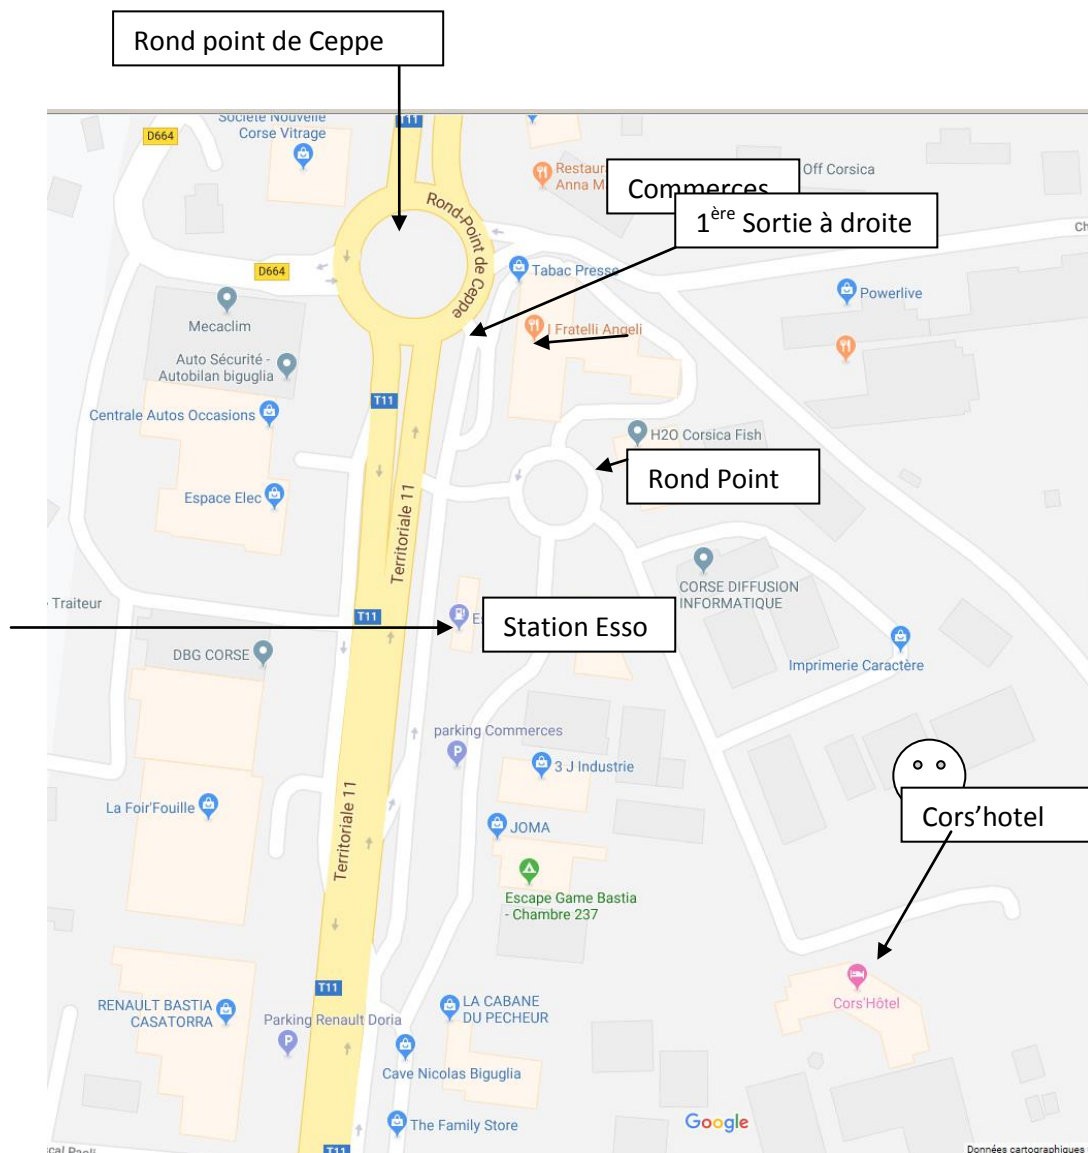 Rond point de Ceppe
T11
Société Nouvelle
Corse Vitrage
D664
Restaur
Anna M
Commerces
Off Corsica
1ère Sortie à droite
Ch
Rond-Point de Ceppe
D664
Tabac Presse
Powerlive
Mecaclim
I Fratelli Angeli
Auto Sécurité -
Autobilan biguglia
T11
Centrale Autos Occasions
H2O Corsica Fish
Rond Point
Espace Elec
Territoriale 11
CORSE DIFFUSION
INFORMATIQUE
Traiteur
T11
Es
Station Esso
DBG CORSE
Imprimerie Caractère
parking Commerces
3 J Industrie
La Foir'Fouille
Territoriale 11
JOMA
Cors’hotel
Escape Game Bastia
- Chambre 237
T11
RENAULT BASTIA
CASATORRA
Parking Renault Doria
LA CABANE
DU PECHEUR
Cors'Hôtel
Cave Nicolas Biguglia
The Family Store
Google
T11
cal Paoli
Données cartographiques